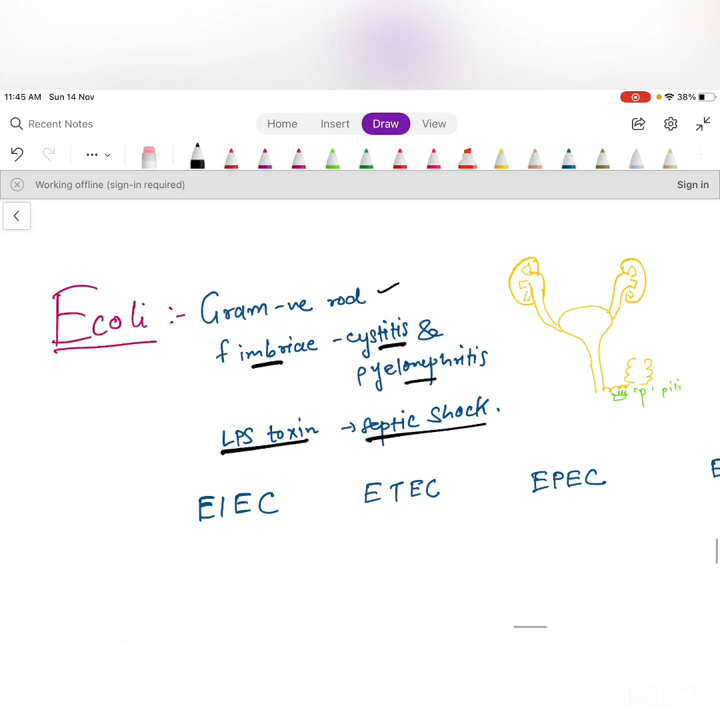 11:45 AM Sun 14 Nov 38%
Recent Notes Home Insert Draw View
Working offline (sign-in required) Sign in
Ecoli :- Gram-ve rod
fimbriae - cystitis &
pyelonephritis
'P' pili
LPS toxin → Septic Shock.
EIEC ETEC EPEC E